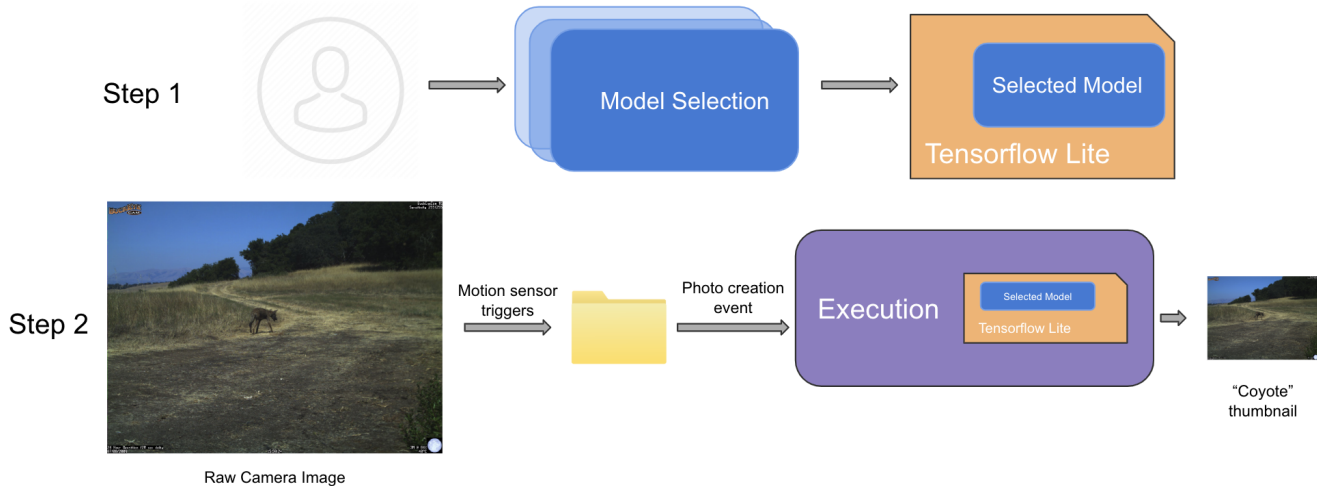 Step 1
Model Selection
Selected Model
Tensorflow Lite
Step 2
Motion sensor
triggers
Photo creation
event
Execution
Selected Model
Tensorflow Lite
Raw Camera Image
“Coyote”
thumbnail